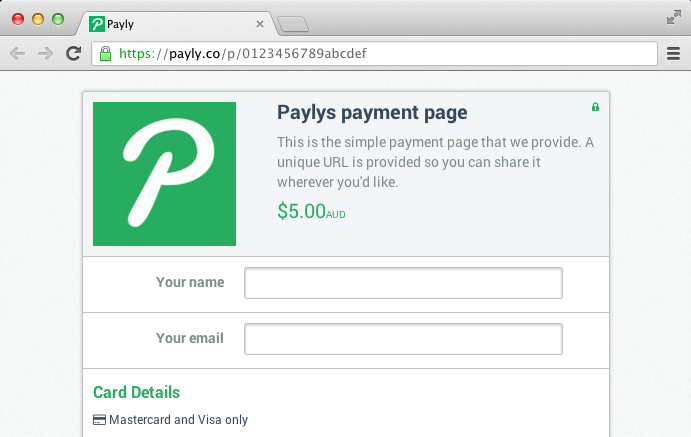 Payly
https://payly.co/p/0123456789abcdef
Paylys payment page
This is the simple payment page that we provide. A
unique URL is provided so you can share it
wherever you'd like.
$5.00AUD
Your name
Your email
Card Details
Mastercard and Visa only